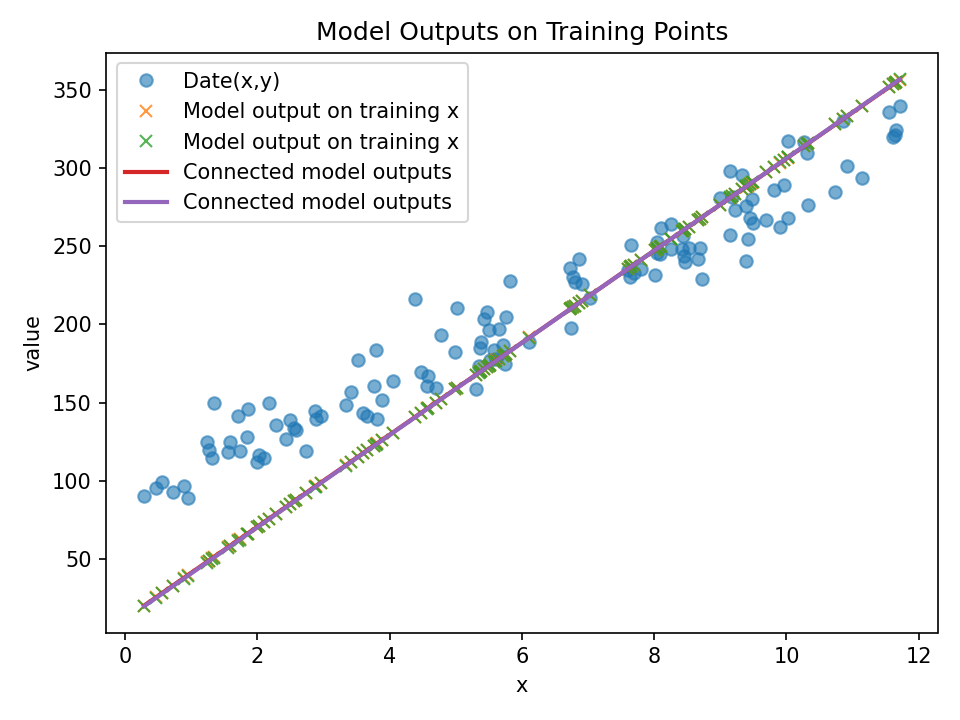 Model Outputs on Training Points
Date(x,y)
Model output on training x
Model output on training x
Connected model outputs
Connected model outputs
350
300
250
200
150
100
50
value
0 2 4 6 8 10 12
x